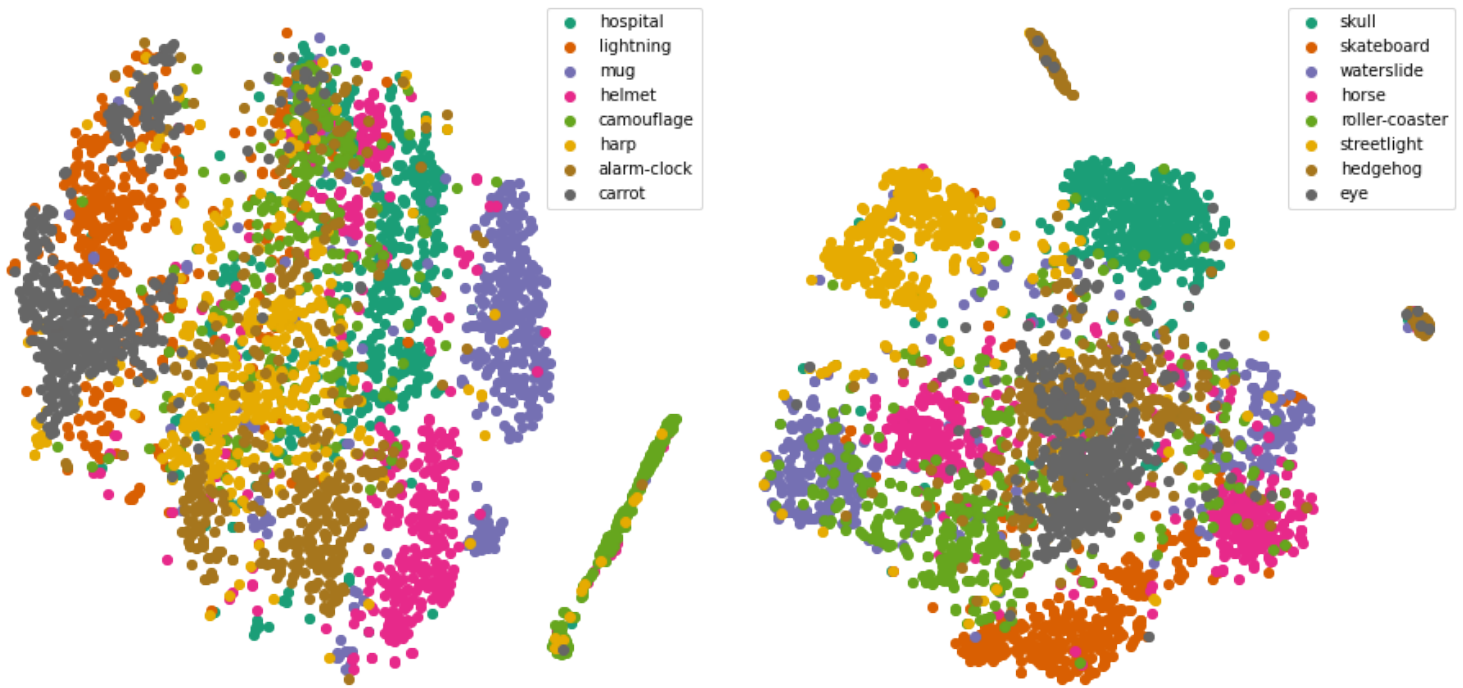 hospital
lightning
mug
helmet
camouflage
harp
alarm-clock
carrot
skull
skateboard
waterslide
horse
roller-coaster
streetlight
hedgehog
eye